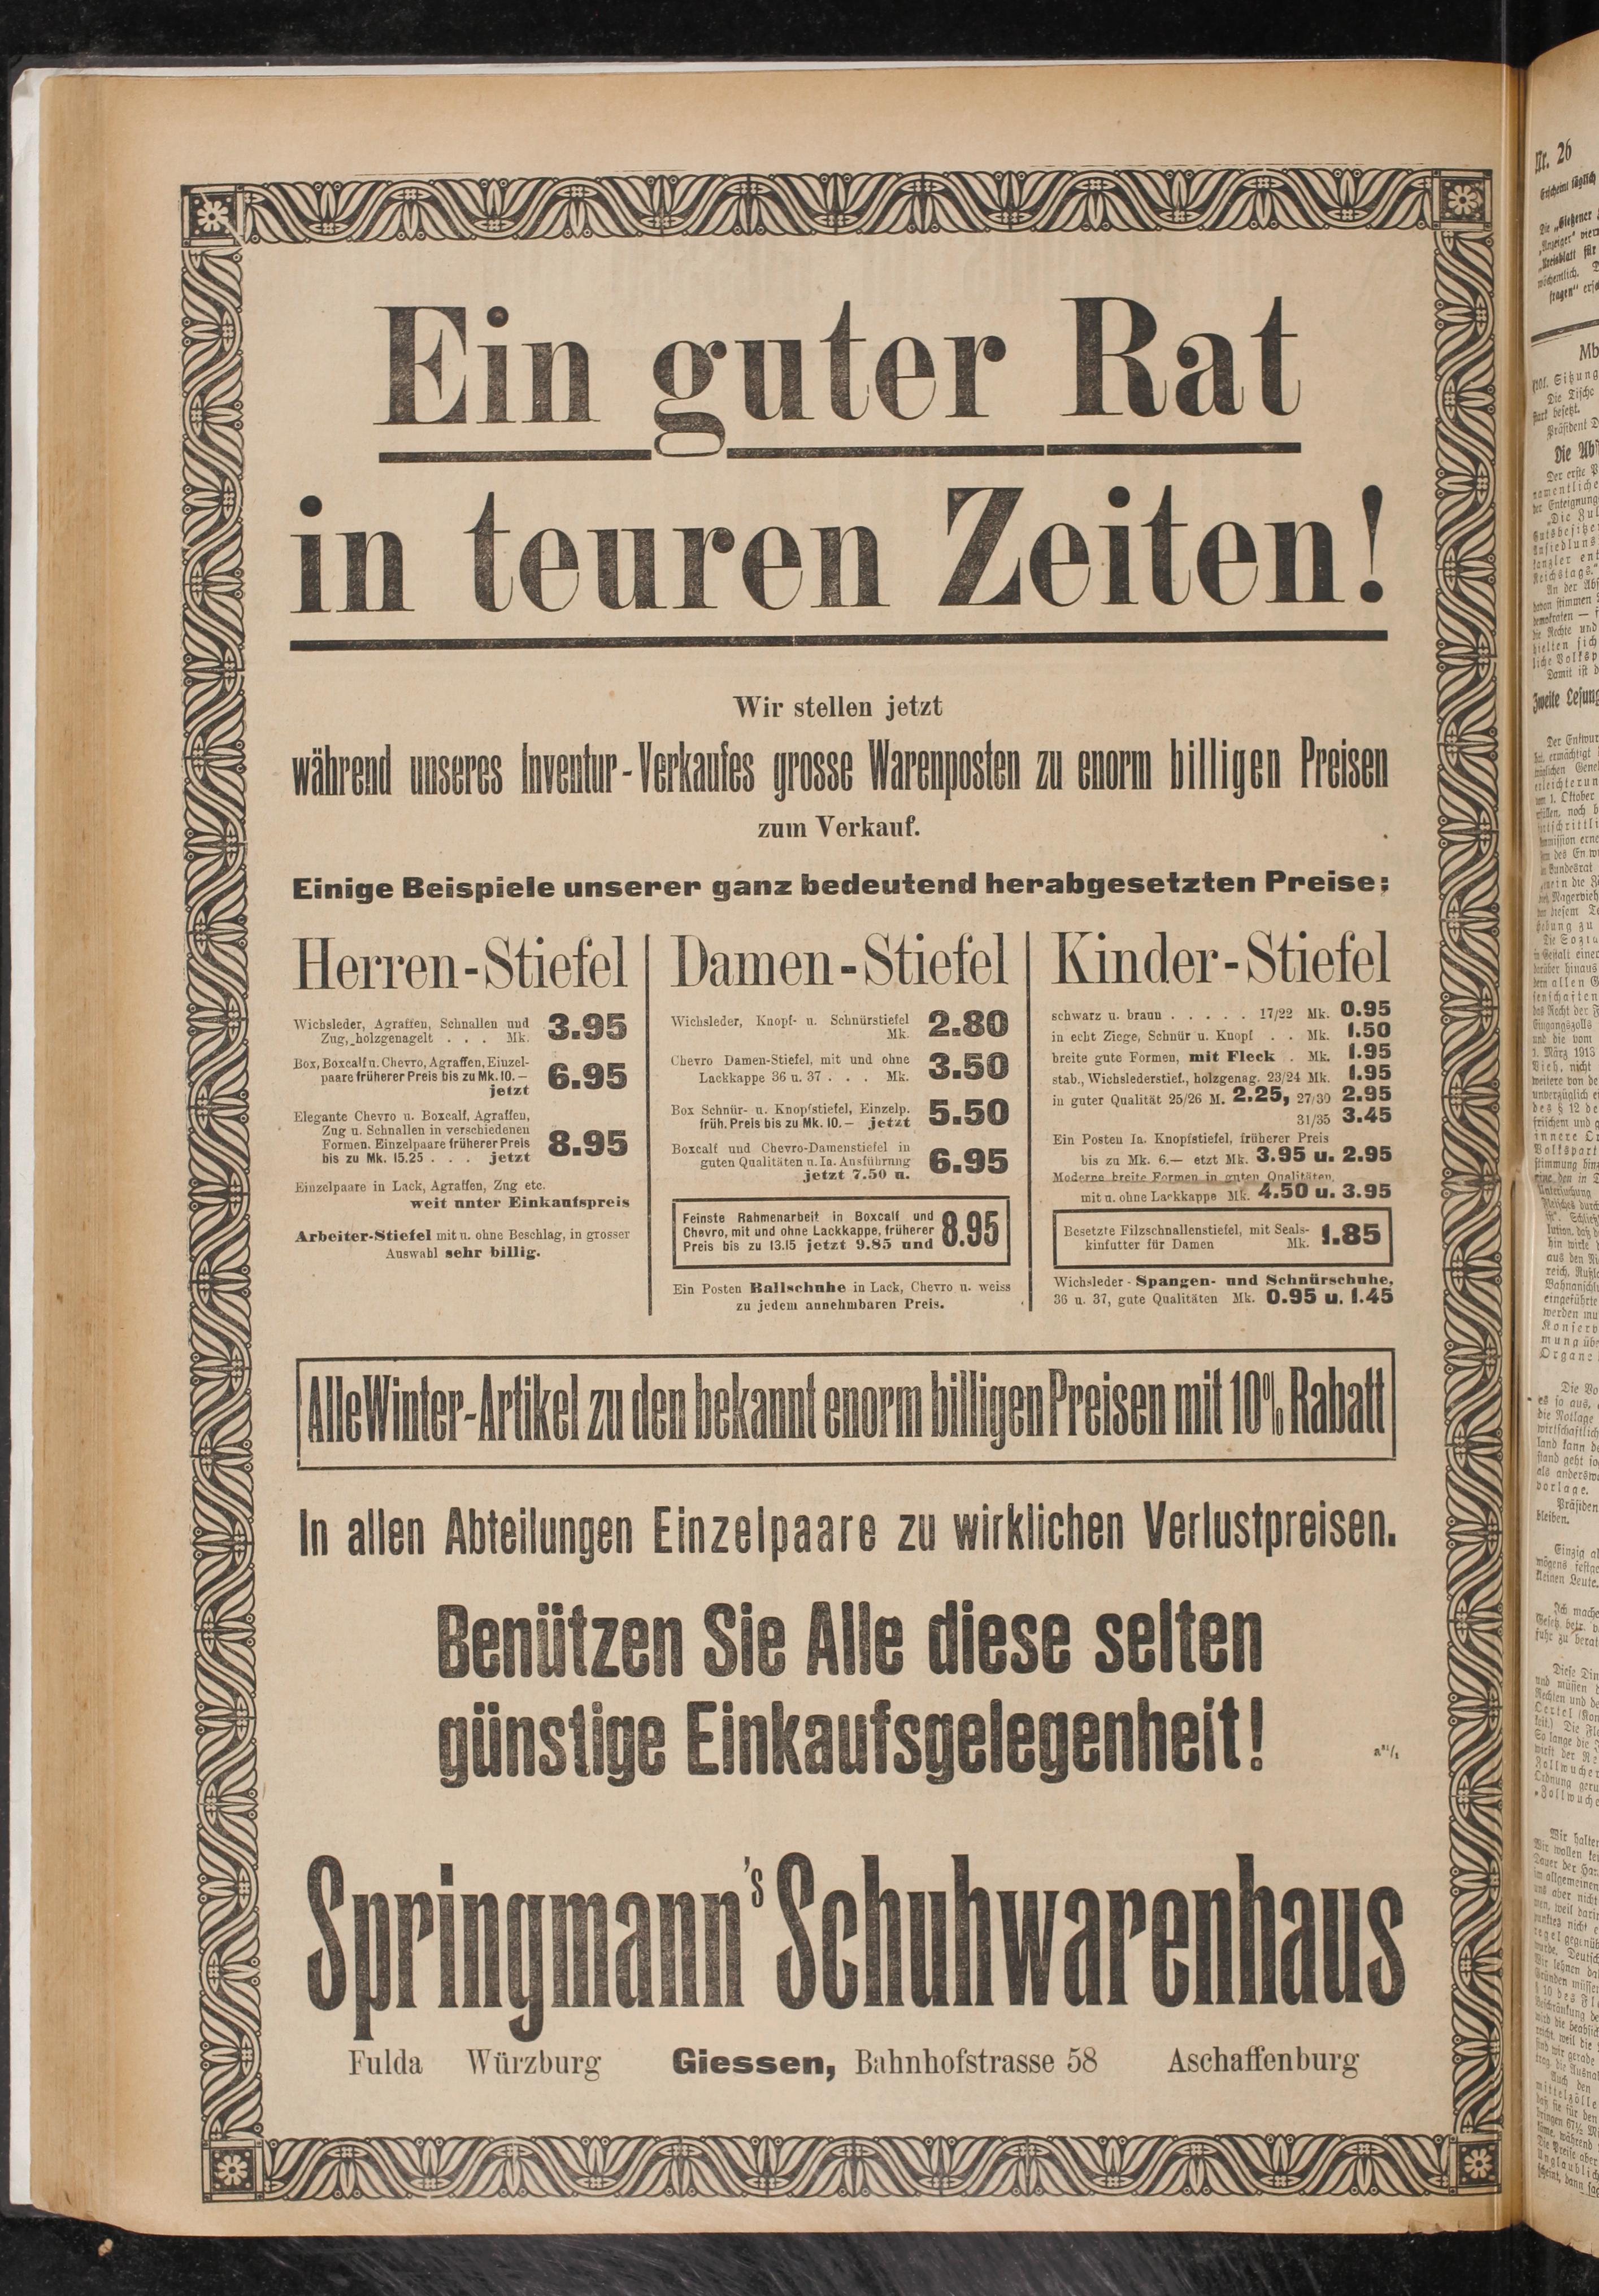 Ein guter Rat
in teuren Zeiten!
Wir stellen jetzt
während unseres Inventur-Verkaufes grosse Warenposten zu enorm billigen Preisen
zum Verkauf.
Einige Beispiele unserer ganz bedeutend herabgesetzten Preise:
Herren-Stiefel
Wichsleder, Agraffen, Schnallen und
Zug, holzgenagelt . . . Mk. 3.95
Box, Boxcalf u. Chevro, Agraffen, Einzel-
paare früherer Preis bis zu Mk. 10.—
jetzt 6.95
Elegante Chevro u. Boxcalf, Agraffen,
Zug u. Schnallen in verschiedenen
Formen. Einzelpaare früherer Preis
bis zu Mk. 15.25 . . . jetzt 8.95
Einzelpaare in Lack, Agraffen, Zug etc.
weit unter Einkaufspreis
Arbeiter-Stiefel mit u. ohne Beschlag, in grosser
Auswahl sehr billig.
Damen-Stiefel
Wichsleder, Knopf- u. Schnürstiefel
Mk. 2.80
Chevro Damen-Stiefel, mit und ohne
Lackkappe 36 u. 37 . . . Mk. 3.50
Box Schnür- u. Knopfstiefel, Einzelp.
früh. Preis bis zu Mk. 10.— jetzt 5.50
Boxcalf und Chevro-Damenstiefel in
guten Qualitäten u. Ia. Ausführung
jetzt 7.50 u. 6.95
Feinste Rahmenarbeit in Boxcalf und
Chevro, mit und ohne Lackkappe, früherer
Preis bis zu 13.15 jetzt 9.85 und 8.95
Ein Posten Ballschuhe in Lack, Chevro u. weiss
zu jedem annehmbaren Preis.
Kinder-Stiefel
schwarz u. braun . . . . . 17/22 Mk. 0.95
in echt Ziege, Schnür u. Knopf . . Mk. 1.50
breite gute Formen, mit Fleck . Mk. 1.95
stab., Wichslederstief., holzgenag. 23/24 Mk. 1.95
in guter Qualität 25/26 M. 2.25, 27/30 2.95
31/35 3.45
Ein Posten Ia. Knopfstiefel, früherer Preis
bis zu Mk. 6.— etzt Mk. 3.95 u. 2.95
Moderne breite Formen in guten Qualitäten,
mit u. ohne Lackkappe Mk. 4.50 u. 3.95
Besetzte Filzschnallenstiefel, mit Seals-
kinfutter für Damen Mk. 1.85
Wichsleder-Spangen- und Schnürschuhe,
36 u. 37, gute Qualitäten Mk. 0.95 u. 1.45
Alle Winter-Artikel zu den bekannt enorm billigen Preisen mit 10% Rabatt
In allen Abteilungen Einzelpaare zu wirklichen Verlustpreisen.
Benützen Sie Alle diese selten
günstige Einkaufsgelegenheit!
Springmann's Schuhwarenhaus
Fulda Würzburg Giessen, Bahnhofstrasse 58 Aschaffenburg
Nr. 26
Erscheint täglich